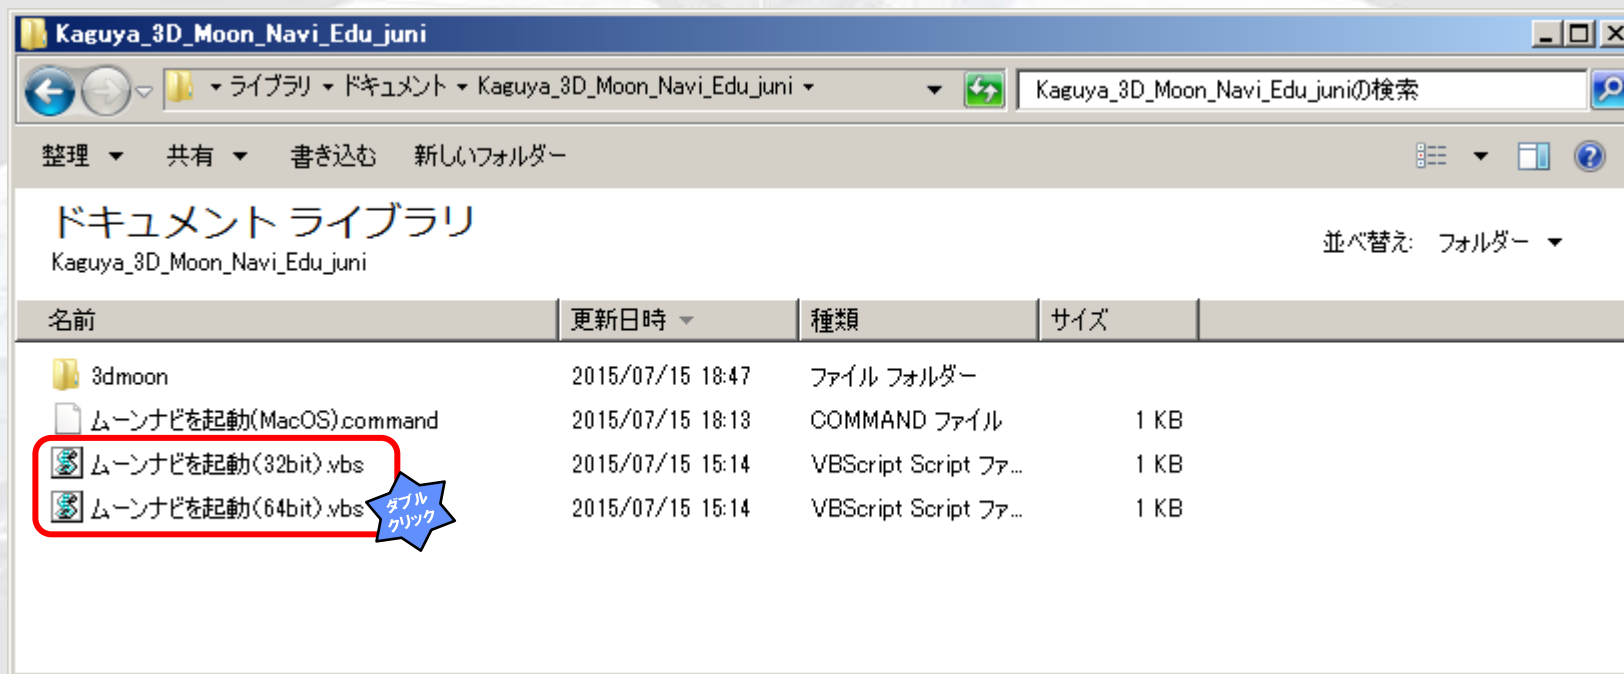 Kaguya_3D_Moon_Navi_Edu_juni
ライブラリ ドキュメント Kaguya_3D_Moon_Navi_Edu_juni
Kaguya_3D_Moon_Navi_Edu_juniの検索
整理 共有 書き込む 新しいフォルダー
ドキュメント ライブラリ
Kaguya_3D_Moon_Navi_Edu_juni
並べ替え: フォルダー
名前 更新日時 種類 サイズ
3dmoon 2015/07/15 18:47 ファイル フォルダー
ムーンナビを起動(MacOS).command 2015/07/15 18:13 COMMAND ファイル 1 KB
ムーンナビを起動(32bit).vbs 2015/07/15 15:14 VBScript Script ファ... 1 KB
ムーンナビを起動(64bit).vbs 2015/07/15 15:14 VBScript Script ファ... 1 KB
ダブル
クリック